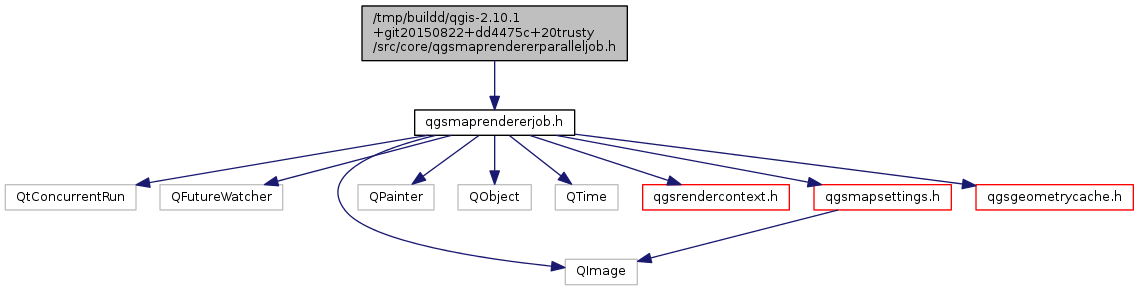 /tmp/buildd/qgis-2.10.1
+git20150822+dd4475c+20trusty
/src/core/qgsmaprendererparalleljob.h
qgsmaprendererjob.h
QtConcurrentRun
QFutureWatcher
QPainter
QObject
QTime
qgsrendercontext.h
qgsmapsettings.h
qgsgeometrycache.h
QImage